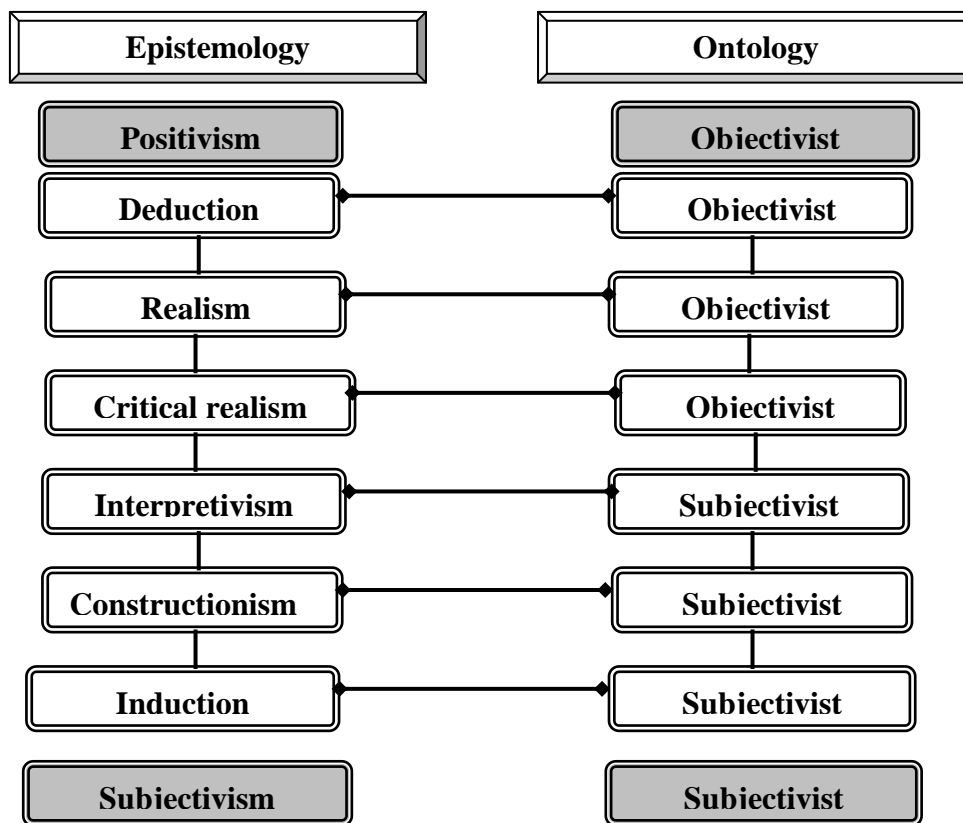 Epistemology
Ontology
Positivism
Objectivist
Deduction
Objectivist
Realism
Objectivist
Critical realism
Objectivist
Interpretivism
Subjectivist
Constructionism
Subjectivist
Induction
Subjectivist
Subjectivism
Subjectivist